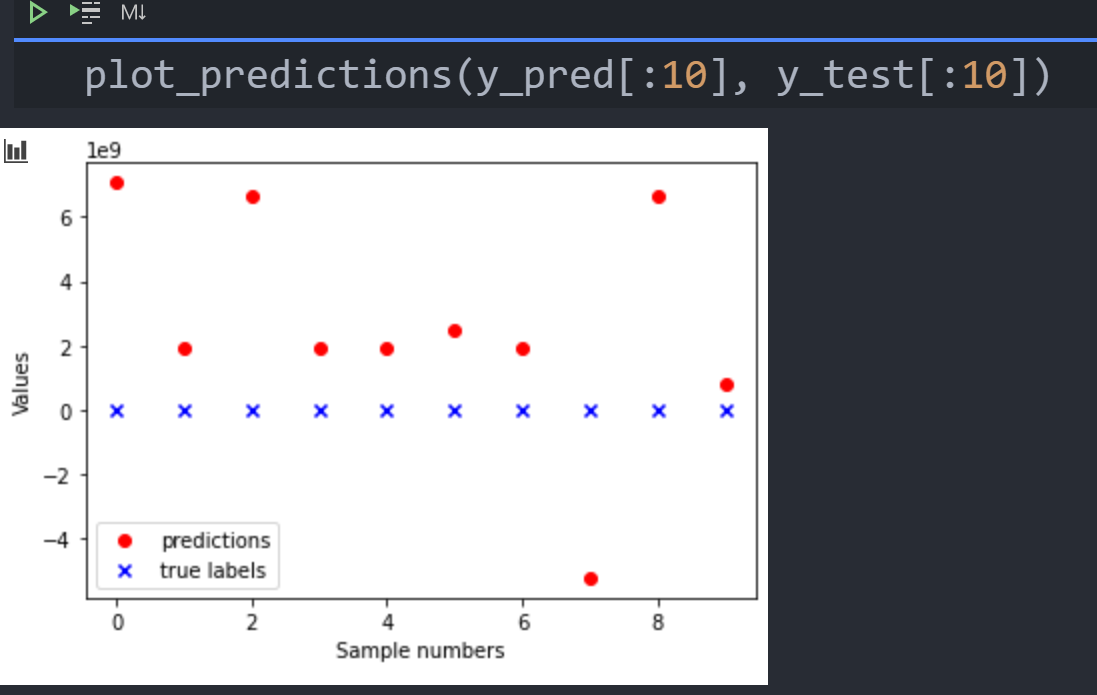 M↓
plot_predictions(y_pred[:10], y_test[:10])
1e9
6
4
2
0
−2
−4
Values
predictions
true labels
0 2 4 6 8
Sample numbers